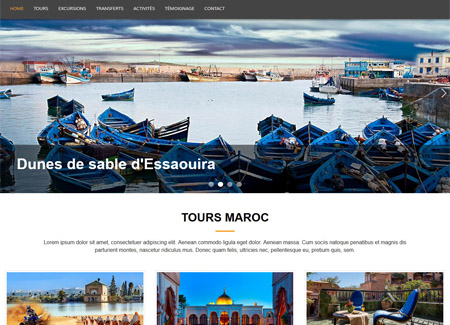 HOME TOURS EXCURSIONS TRANSFERTS ACTIVITÉS TÉMOIGNAGE CONTACT
Dunes de sable d'Essaouira
TOURS MAROC
Lorem ipsum dolor sit amet, consectetuer adipiscing elit. Aenean commodo ligula eget dolor. Aenean massa. Cum sociis natoque penatibus et magnis dis
parturient montes, nascetur ridiculus mus. Donec quam felis, ultricies nec, pellentesque eu, pretium quis, sem.